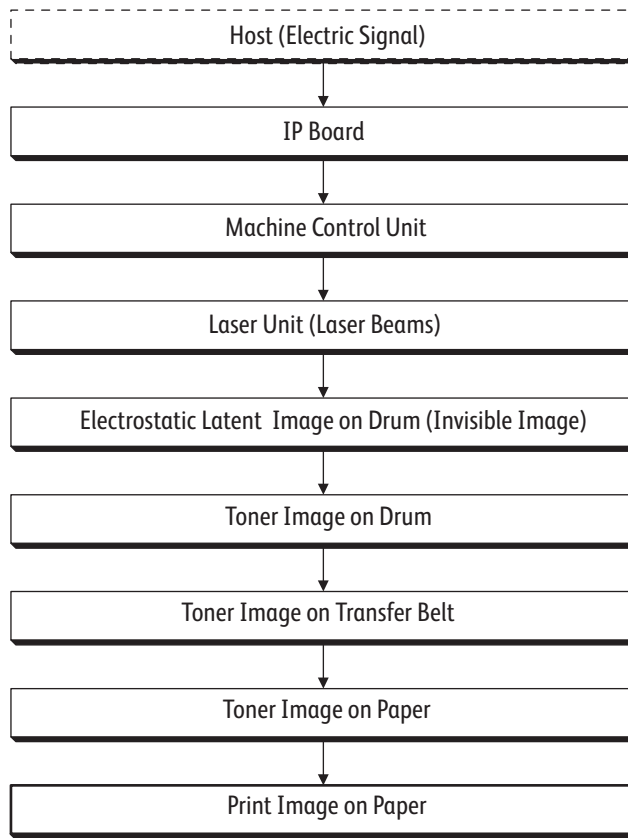 Host (Electric Signal)
IP Board
Machine Control Unit
Laser Unit (Laser Beams)
Electrostatic Latent  Image on Drum (Invisible Image)
Toner Image on Drum
Toner Image on Transfer Belt
Toner Image on Paper
Print Image on Paper